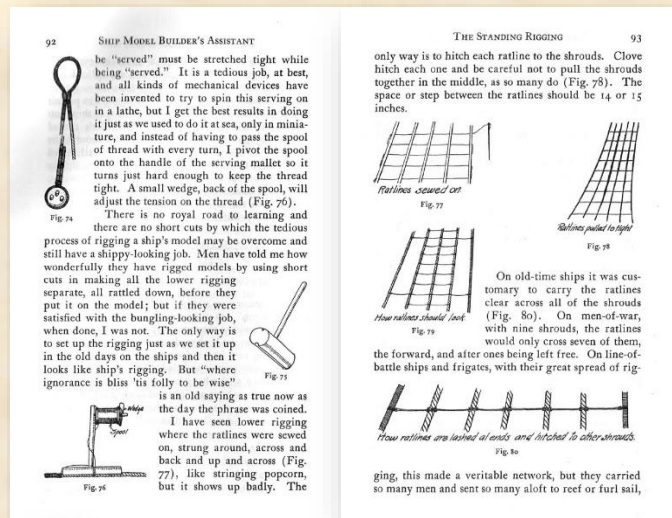 92 SHIP MODEL BUILDER'S ASSISTANT
be "served" must be stretched tight while
being "served." It is a tedious job, at best,
and all kinds of mechanical devices have
been invented to try to spin this serving on
in a lathe, but I get the best results in doing
it just as we used to do it at sea, only in minia-
ture, and instead of having to pass the spool
of thread with every turn, I pivot the spool
onto the handle of the serving mallet so it
turns just hard enough to keep the thread
tight. A small wedge, back of the spool, will
adjust the tension on the thread (Fig. 76).
Fig. 74
There is no royal road to learning and
there are no short cuts by which the tedious
process of rigging a ship's model may be overcome and
still have a shippy-looking job. Men have told me how
wonderfully they have rigged models by using short
cuts in making all the lower rigging
separate, all rattled down, before they
put it on the model; but if they were
satisfied with the bungling-looking job,
when done, I was not. The only way is
to set up the rigging just as we set it up
in the old days on the ships and then it
looks like ship's rigging. But "where
ignorance is bliss 'tis folly to be wise"
Fig. 75
is an old saying as true now as
the day the phrase was coined.
I have seen lower rigging
where the ratlines were sewed
on, strung around, across and
back and up and across (Fig.
77), like stringing popcorn,
but it shows up badly. The
Wedge
Spool
Fig. 76
THE STANDING RIGGING 93
only way is to hitch each ratline to the shrouds. Clove
hitch each one and be careful not to pull the shrouds
together in the middle, as so many do (Fig. 78). The
space or step between the ratlines should be 14 or 15
inches.
Ratlines sewed on
Fig. 77
Ratlines pulled to tight
Fig. 78
How ratlines should look
Fig. 79
On old-time ships it was cus-
tomary to carry the ratlines
clear across all of the shrouds
(Fig. 80). On men-of-war,
with nine shrouds, the ratlines
would only cross seven of them,
the forward, and after ones being left free. On line-of-
battle ships and frigates, with their great spread of rig-
How ratlines are lashed at ends and hitched to other shrouds.
Fig. 80
ging, this made a veritable network, but they carried
so many men and sent so many aloft to reef or furl sail,